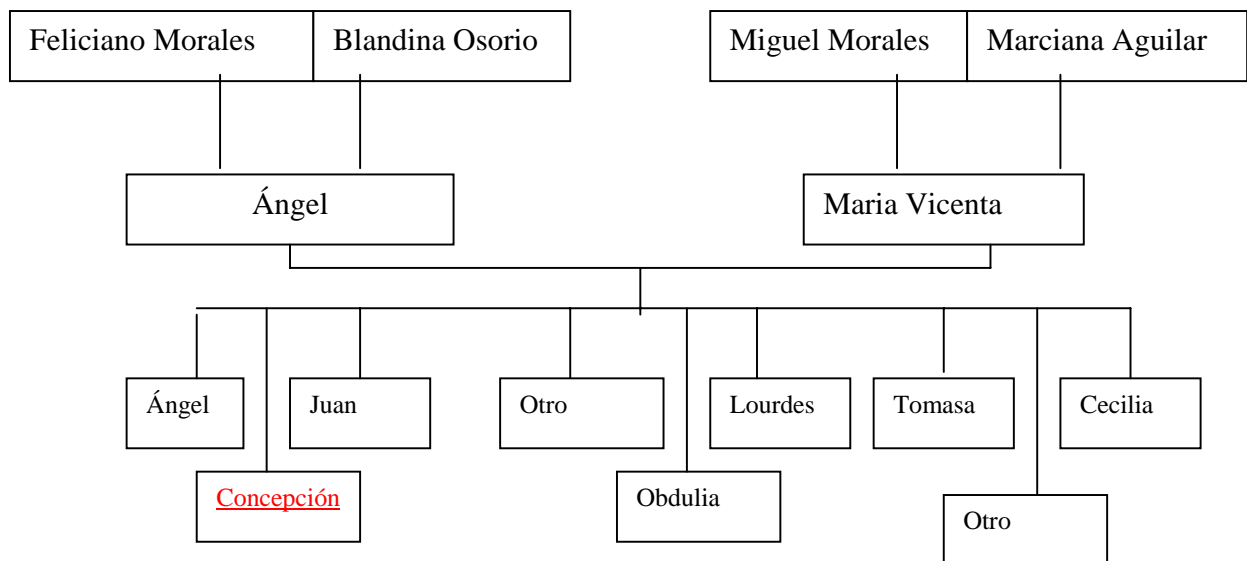 Feliciano Morales
Blandina Osorio
Miguel Morales
Marciana Aguilar
Ángel
Maria Vicenta
Ángel
Juan
Otro
Lourdes
Tomasa
Cecilia
Concepción
Obdulia
Otro